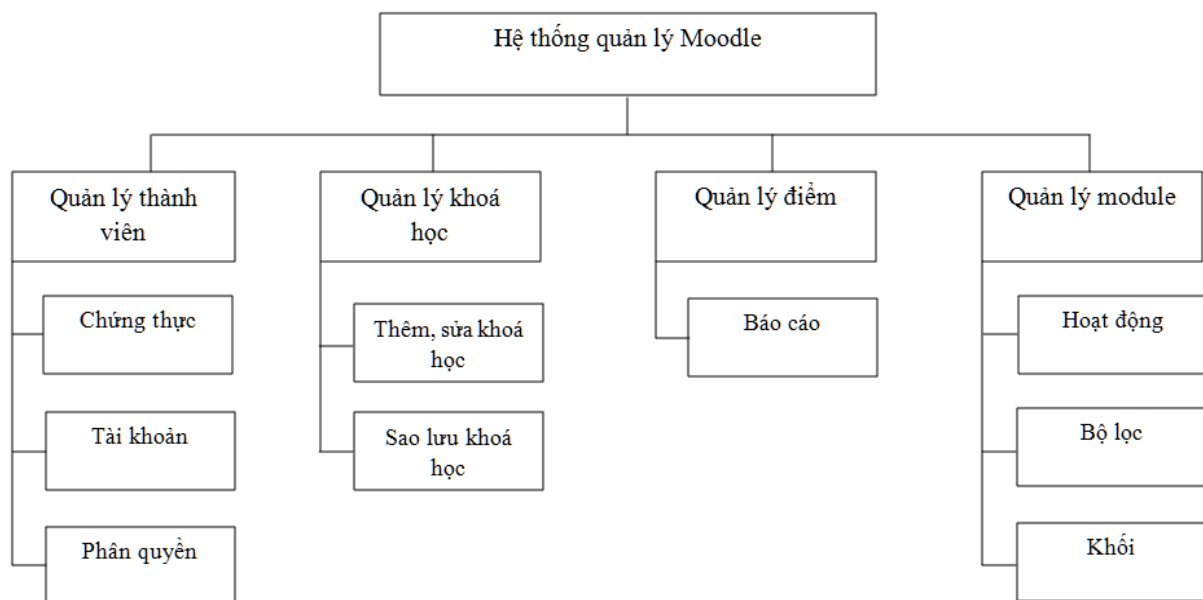 Hệ thống quản lý Moodle
Quản lý thành
viên
Quản lý khoá
học
Quản lý điểm
Quản lý module
Chứng thực
Tài khoản
Phân quyền
Thêm, sửa khoá
học
Sao lưu khoá
học
Báo cáo
Hoạt động
Bộ lọc
Khối